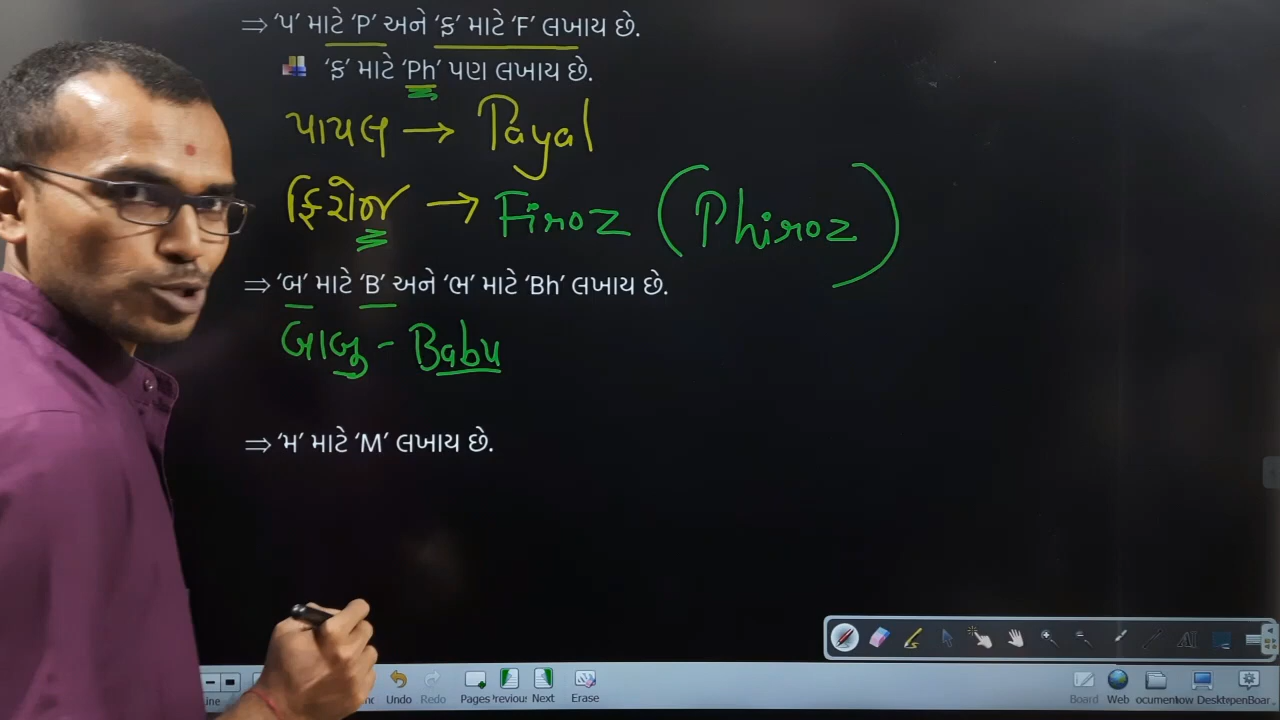 ⇒ ‘પ’ માટે ‘P’ અને ‘ફ’ માટે ‘F’ લખાય છે.
‘ફ’ માટે ‘Ph’ પણ લખાય છે.
પાયલ → Payal
ફિરોજ → Firoz (Phiroz)
⇒ ‘બ’ માટે ‘B’ અને ‘ભ’ માટે ‘Bh’ લખાય છે.
બાબુ - Babu
⇒ ‘મ’ માટે ‘M’ લખાય છે.
Undo Redo Pages Previous Next Erase Board Web